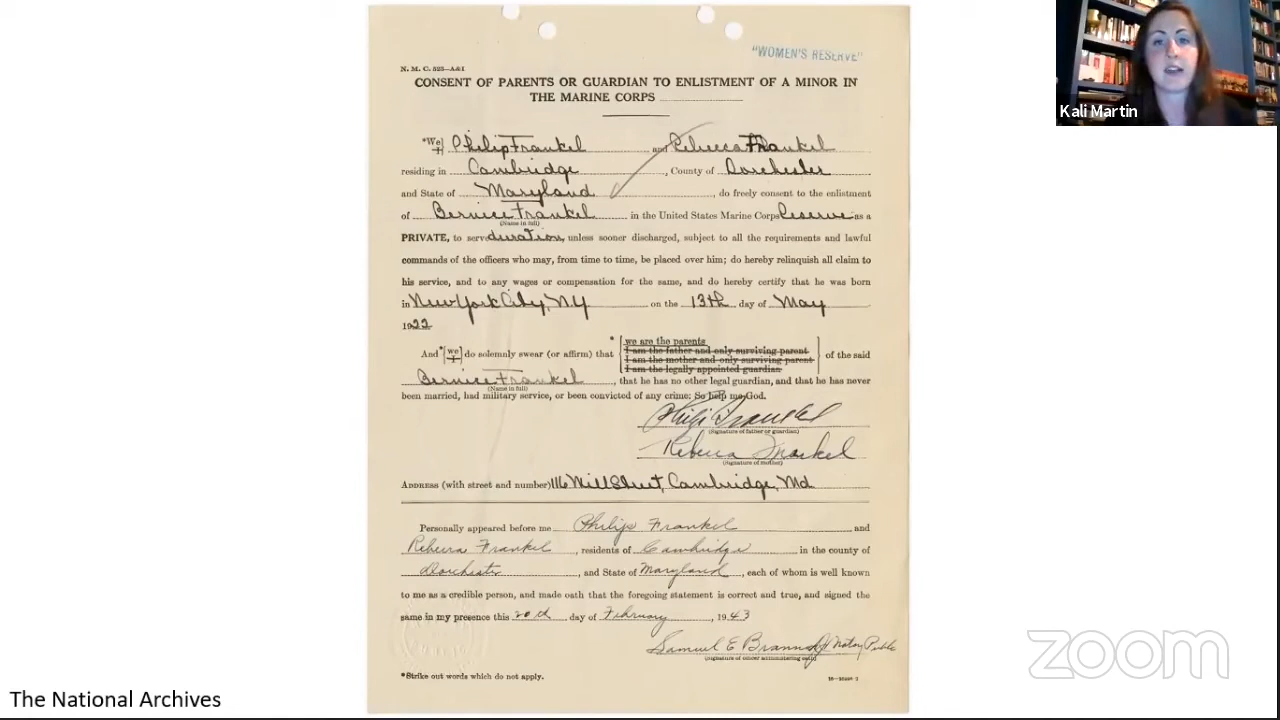 "WOMEN'S RESERVE"
N. M. C. 523—A&I
CONSENT OF PARENTS OR GUARDIAN TO ENLISTMENT OF A MINOR IN
THE MARINE CORPS
*We
I
Philip Frankel and Rebecca Frankel
residing in Cambridge, County of Dorchester
and State of Maryland, do freely consent to the enlistment
of Bernice Frankel in the United States Marine Corps Reserve as a
(Name in full)
PRIVATE, to serve duration, unless sooner discharged, subject to all the requirements and lawful
commands of the officers who may, from time to time, be placed over him; do hereby relinquish all claim to
his service, and to any wages or compensation for the same, and do hereby certify that he was born
in New York City, N.Y on the 13th day of May
1922
*
we are the parents
I am the father and only surviving parent
And *[we I] do solemnly swear (or affirm) that of the said
I am the mother and only surviving parent
I am the legally appointed guardian
Bernice Frankel, that he has no other legal guardian, and that he has never
(Name in full)
been married, had military service, or been convicted of any crime: So help me God.
Philip Frankel
(Signature of father or guardian)
Rebecca Frankel
(Signature of mother)
ADDRESS (with street and number) 116 Mill Street, Cambridge, Md
Personally appeared before me Philip Frankel and
Rebecca Frankel, residents of Cambridge in the county of
Dorchester, and State of Maryland, each of whom is well known
to me as a credible person, and made oath that the foregoing statement is correct and true, and signed the
same in my presence this 20th day of February, 1943
Samuel E Notary Public
(Signature of officer administering oath)
*Strike out words which do not apply.
Kali Martin
zoom
The National Archives